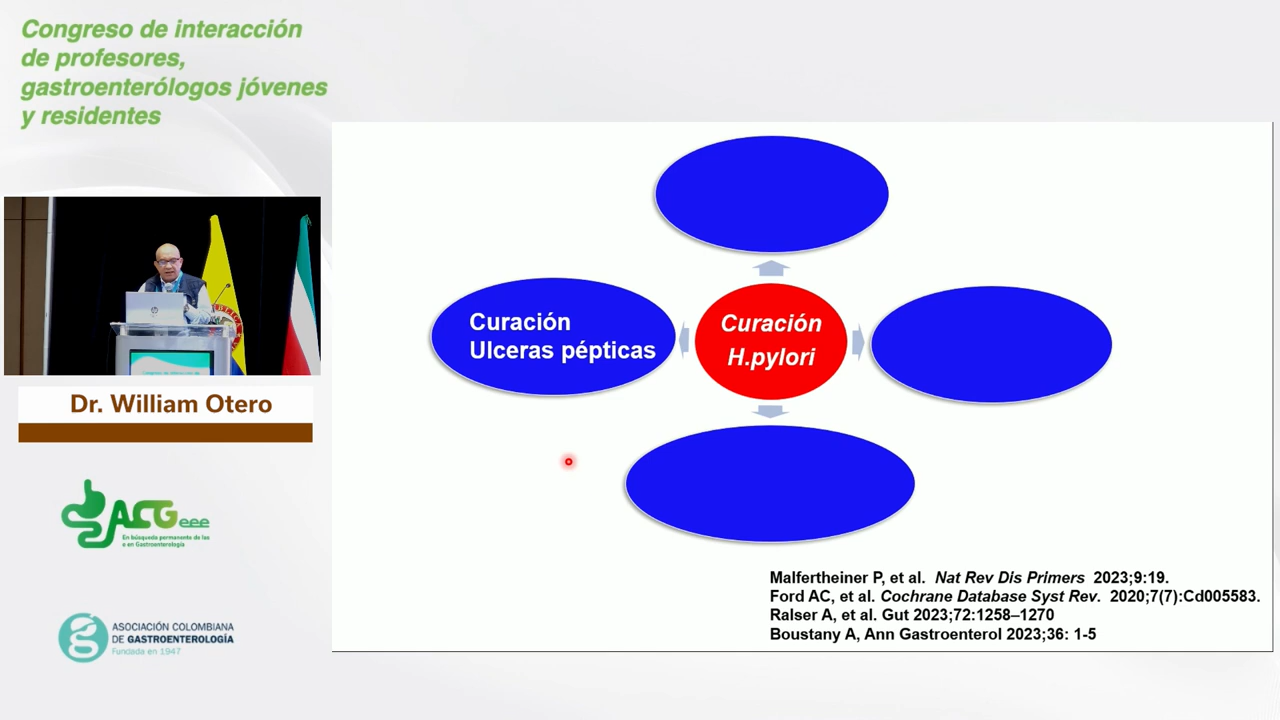 Congreso de interacción
de profesores,
gastroenterólogos jóvenes
y residentes
Dr. William Otero
ACGeee
En búsqueda permanente de las
e en Gastroenterología
ASOCIACIÓN COLOMBIANA
DE GASTROENTEROLOGÍA
Fundada en 1947
Curación
Ulceras pépticas
Curación
H.pylori
Malfertheiner P, et al. Nat Rev Dis Primers 2023;9:19.
Ford AC, et al. Cochrane Database Syst Rev. 2020;7(7):Cd005583.
Ralser A, et al. Gut 2023;72:1258–1270
Boustany A, Ann Gastroenterol 2023;36: 1-5